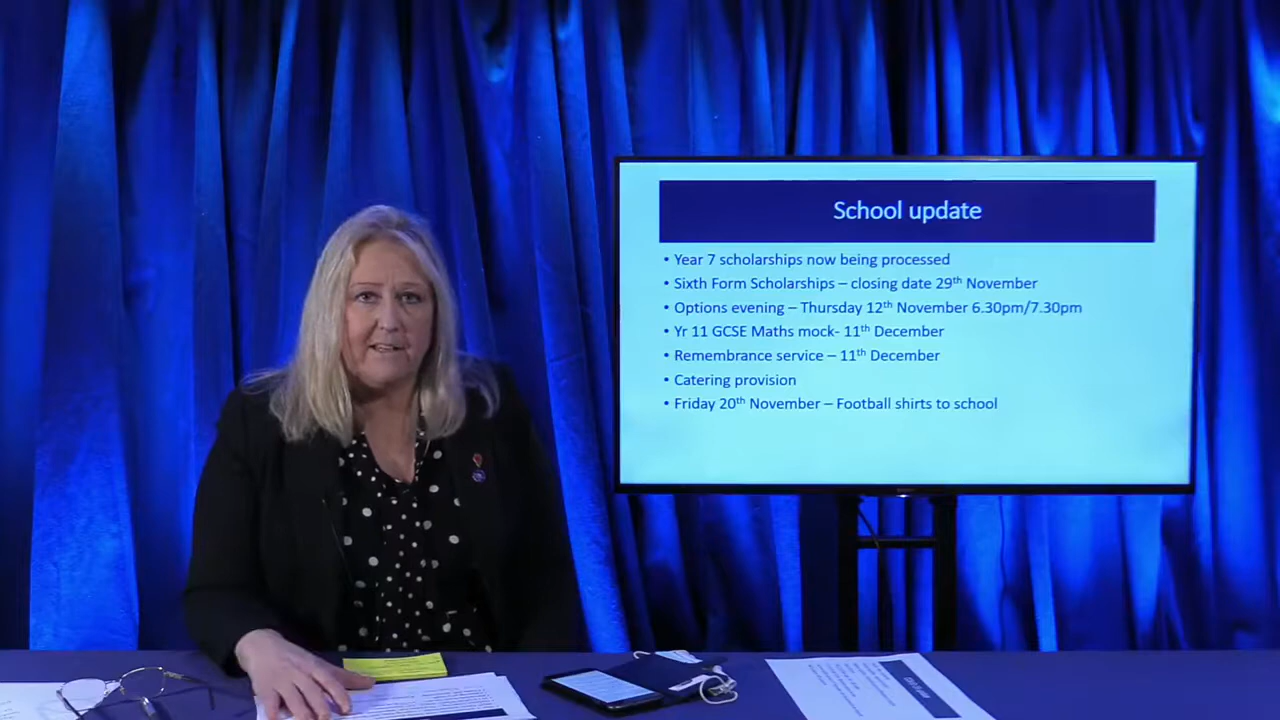 School update
• Year 7 scholarships now being processed
• Sixth Form Scholarships – closing date 29th November
• Options evening – Thursday 12th November 6.30pm/7.30pm
• Yr 11 GCSE Maths mock- 11th December
• Remembrance service – 11th December
• Catering provision
• Friday 20th November – Football shirts to school